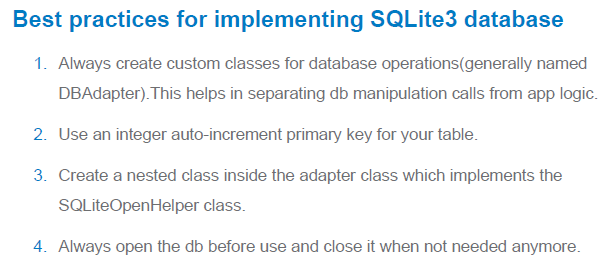 Best practices for implementing SQLite3 database
1. Always create custom classes for database operations(generally named
DBAdapter).This helps in separating db manipulation calls from app logic.
2. Use an integer auto-increment primary key for your table.
3. Create a nested class inside the adapter class which implements the
SQLiteOpenHelper class.
4. Always open the db before use and close it when not needed anymore.